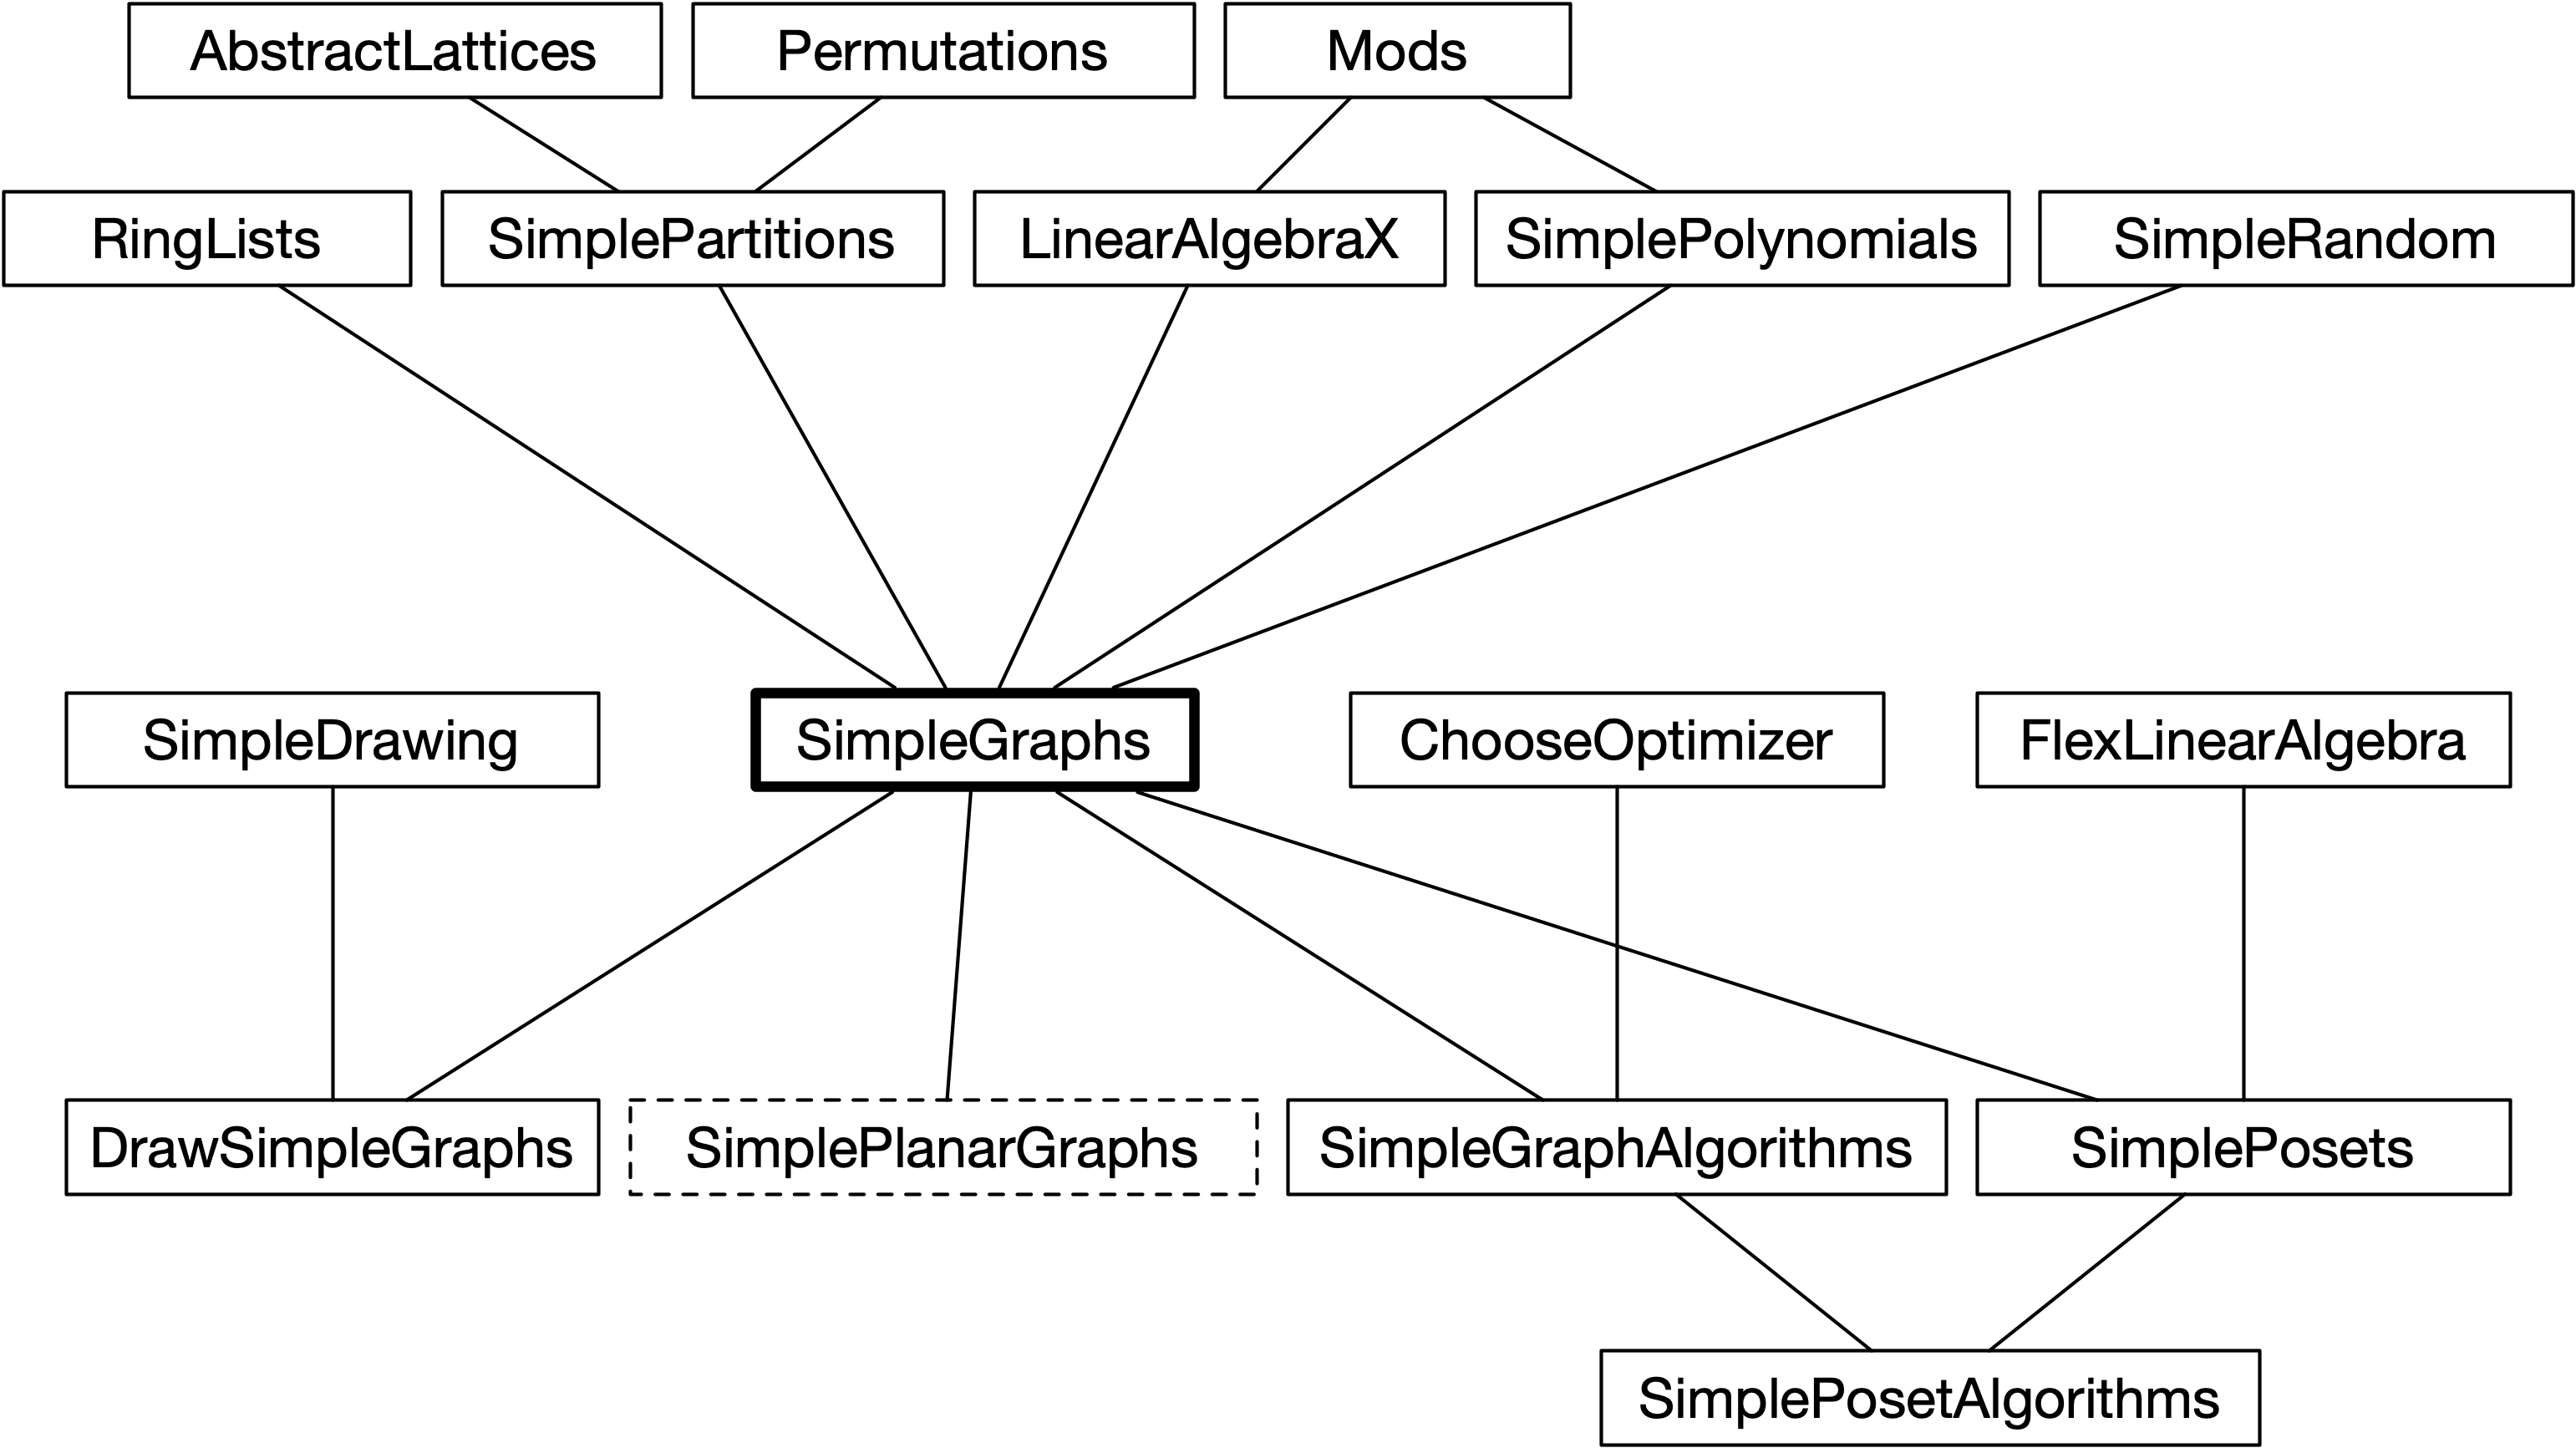 AbstractLattices
Permutations
Mods
RingLists
SimplePartitions
LinearAlgebraX
SimplePolynomials
SimpleRandom
SimpleDrawing
SimpleGraphs
ChooseOptimizer
FlexLinearAlgebra
DrawSimpleGraphs
SimplePlanarGraphs
SimpleGraphAlgorithms
SimplePosets
SimplePosetAlgorithms